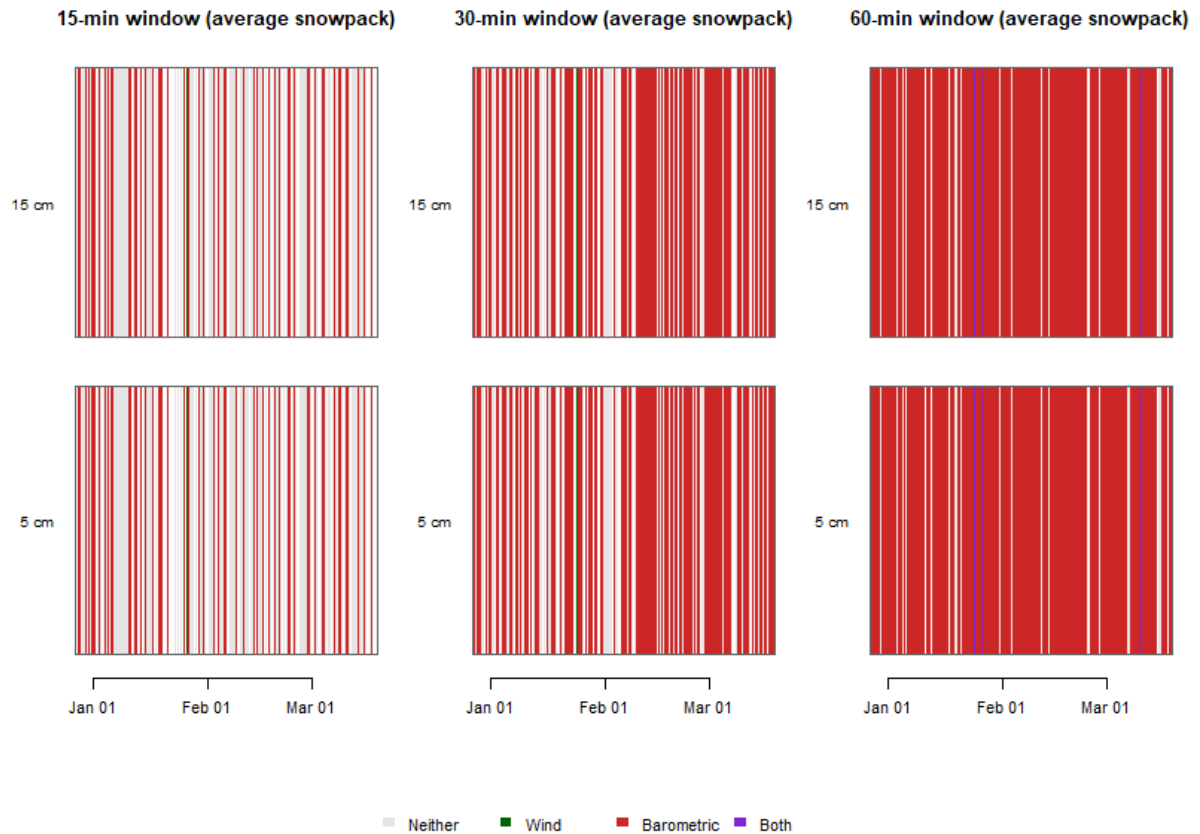 15-min window (average snowpack) 30-min window (average snowpack) 60-min window (average snowpack)
15 cm 15 cm 15 cm
5 cm 5 cm 5 cm
Jan 01 Feb 01 Mar 01 Jan 01 Feb 01 Mar 01 Jan 01 Feb 01 Mar 01
Neither Wind Barometric Both